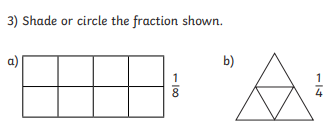 3) Shade or circle the fraction shown.
a) 1/8 b) 1/4